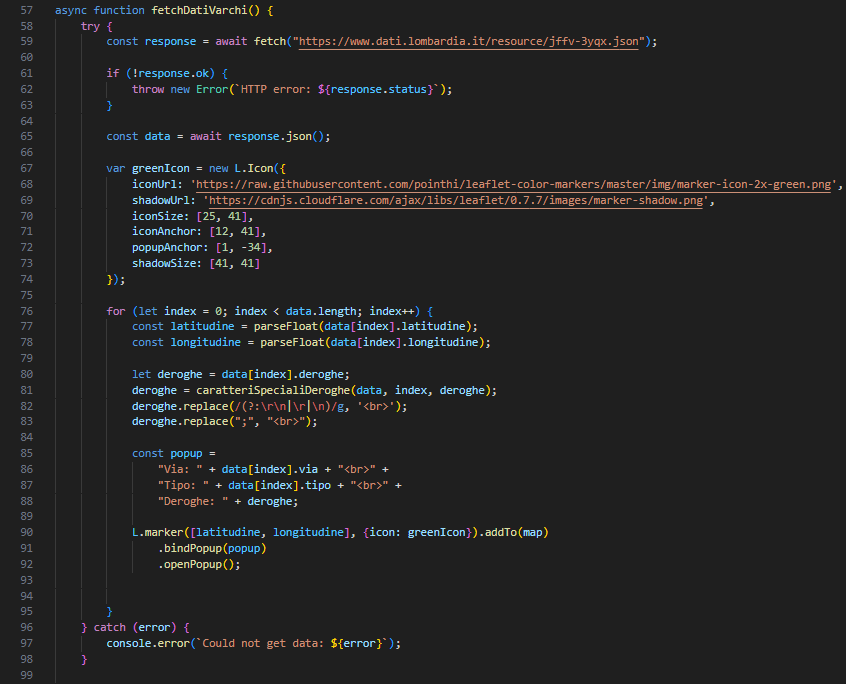 57 async function fetchDatiVarchi() {
58 try {
59 const response = await fetch("https://www.dati.lombardia.it/resource/jffv-3yqx.json");
60
61 if (!response.ok) {
62 throw new Error(`HTTP error: ${response.status}`);
63 }
64
65 const data = await response.json();
66
67 var greenIcon = new L.Icon({
68 iconUrl: 'https://raw.githubusercontent.com/pointhi/leaflet-color-markers/master/img/marker-icon-2x-green.png',
69 shadowUrl: 'https://cdnjs.cloudflare.com/ajax/libs/leaflet/0.7.7/images/marker-shadow.png',
70 iconSize: [25, 41],
71 iconAnchor: [12, 41],
72 popupAnchor: [1, -34],
73 shadowSize: [41, 41]
74 });
75
76 for (let index = 0; index < data.length; index++) {
77 const latitudine = parseFloat(data[index].latitudine);
78 const longitudine = parseFloat(data[index].longitudine);
79
80 let deroghe = data[index].deroghe;
81 deroghe = caratteriSpecialiDeroghe(data, index, deroghe);
82 deroghe.replace(/(?:\r\n|\r|\n)/g, '<br>');
83 deroghe.replace(";", "<br>");
84
85 const popup =
86 "Via: " + data[index].via + "<br>" +
87 "Tipo: " + data[index].tipo + "<br>" +
88 "Deroghe: " + deroghe;
89
90 L.marker([latitudine, longitudine], {icon: greenIcon}).addTo(map)
91 .bindPopup(popup)
92 .openPopup();
93
94
95 }
96 } catch (error) {
97 console.error(`Could not get data: ${error}`);
98 }
99